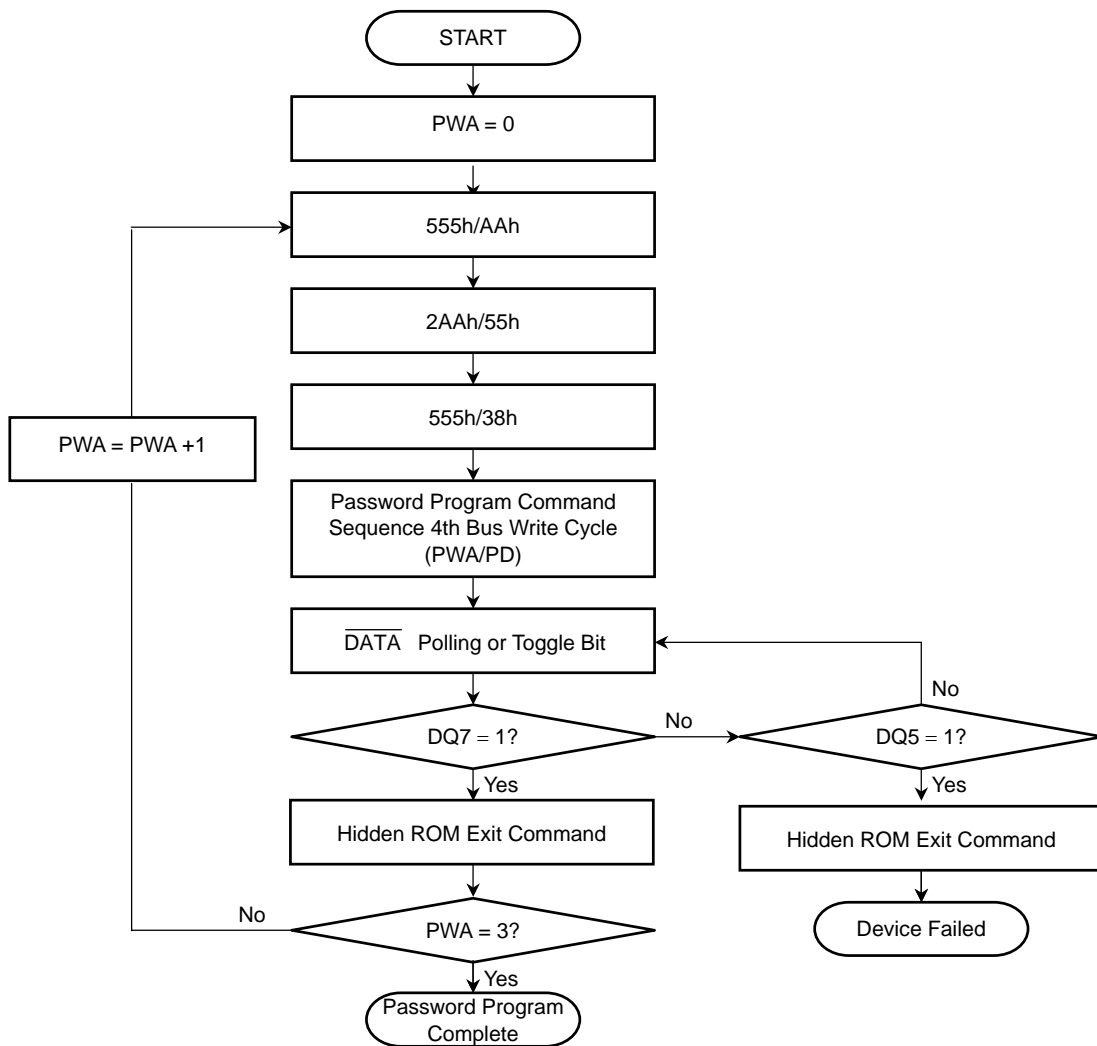 START
PWA = 0
555h/AAh
2AAh/55h
555h/38h
PWA = PWA +1
Password Program Command
Sequence 4th Bus Write Cycle
(PWA/PD)
DATA Polling or Toggle Bit
No
DQ7 = 1?
No
DQ5 = 1?
Yes
Yes
Hidden ROM Exit Command
Hidden ROM Exit Command
No
PWA = 3?
Device Failed
Yes
Password Program
Complete